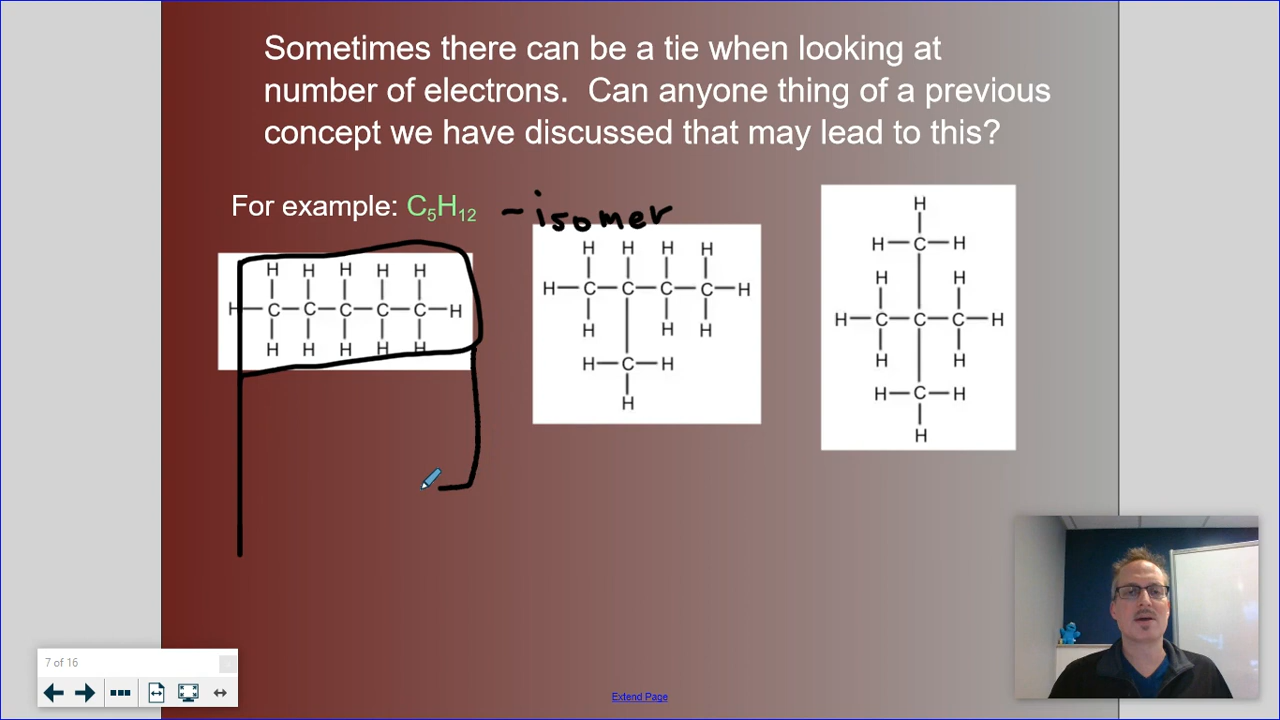 Sometimes there can be a tie when looking at
number of electrons. Can anyone thing of a previous
concept we have discussed that may lead to this?
For example: C₅H₁₂ - isomer
H H H H H
H—C—C—C—C—C—H
H H H H H
H H H H
H—C—C—C—C—H
H H H
H—C—H
H
H
H—C—H
H H
H—C—C—C—H
H H
H—C—H
H
7 of 16
Extend Page